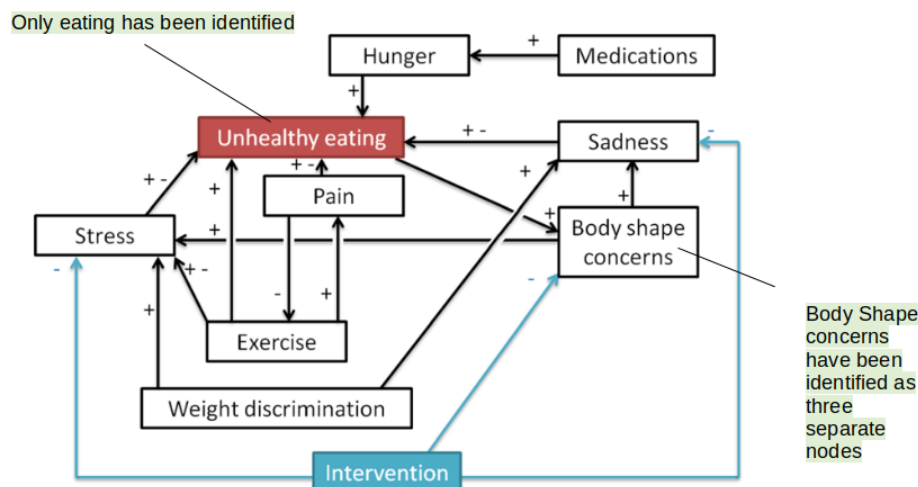 Only eating has been identified
Hunger
+
Medications
+
Unhealthy eating
+ -
Sadness
-
+ -
+ -
+
Pain
+
+
+
Stress
+
Body shape
concerns
-
+ -
-
+
-
+
Exercise
Body Shape
concerns
have been
identified as
three
separate
nodes
Weight discrimination
Intervention